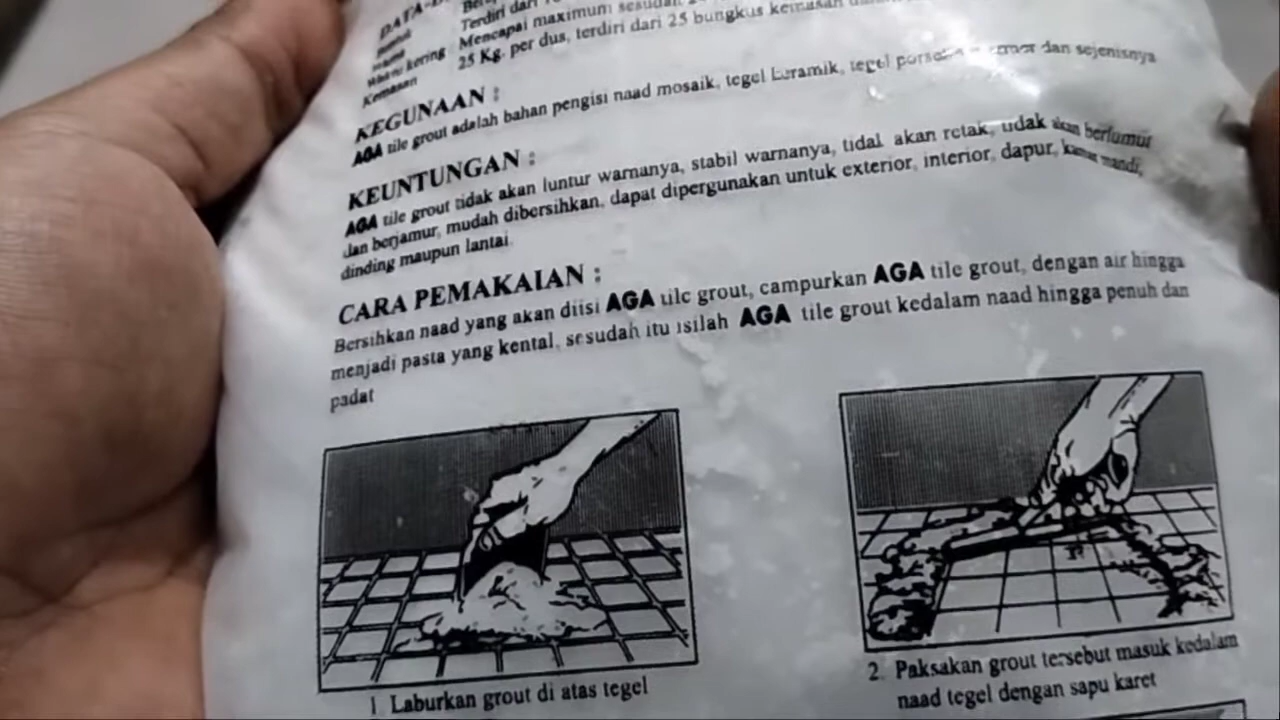 DATA-
Terdiri dari
Mencapai maximum sesudah
kering
25 Kg. per dus, terdiri dari 25 bungkus kemasan
Kemasan
KEGUNAAN :
AGA tile grout adalah bahan pengisi naad mosaik, tegel keramik, tegel dan sejenisnya
KEUNTUNGAN :
AGA tile grout tidak akan luntur warnanya, stabil warnanya, tidak akan retak, tidak akan berlumur
dan berjamur, mudah dibersihkan, dapat dipergunakan untuk exterior, interior, dapur, kamar mandi,
dinding maupun lantai.
CARA PEMAKAIAN :
Bersihkan naad yang akan diisi AGA tile grout, campurkan AGA tile grout, dengan air hingga
menjadi pasta yang kental, sesudah itu isilah AGA tile grout kedalam naad hingga penuh dan
padat
1. Laburkan grout di atas tegel
2. Paksakan grout tersebut masuk kedalam
naad tegel dengan sapu karet